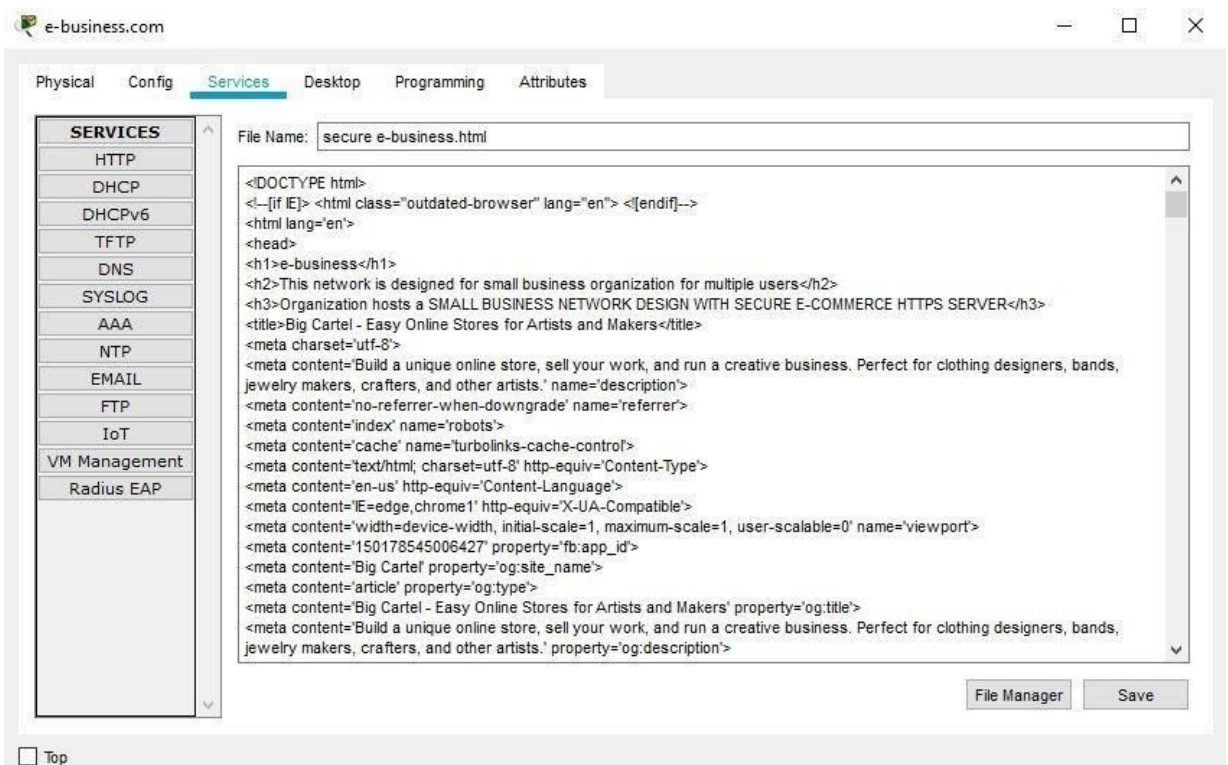 e-business.com
Physical Config Services Desktop Programming Attributes
SERVICES
HTTP
DHCP
DHCPv6
TFTP
DNS
SYSLOG
AAA
NTP
EMAIL
FTP
IoT
VM Management
Radius EAP
File Name: secure e-business.html
<!DOCTYPE html>
<!--[if IE]> <html class="outdated-browser" lang="en"> <![endif]-->
<html lang='en'>
<head>
<h1>e-business</h1>
<h2>This network is designed for small business organization for multiple users</h2>
<h3>Organization hosts a SMALL BUSINESS NETWORK DESIGN WITH SECURE E-COMMERCE HTTPS SERVER</h3>
<title>Big Cartel - Easy Online Stores for Artists and Makers</title>
<meta charset='utf-8'>
<meta content='Build a unique online store, sell your work, and run a creative business. Perfect for clothing designers, bands,
jewelry makers, crafters, and other artists.' name='description'>
<meta content='no-referrer-when-downgrade' name='referrer'>
<meta content='index' name='robots'>
<meta content='cache' name='turbolinks-cache-control'>
<meta content='text/html; charset=utf-8' http-equiv='Content-Type'>
<meta content='en-us' http-equiv='Content-Language'>
<meta content='IE=edge,chrome1' http-equiv='X-UA-Compatible'>
<meta content='width=device-width, initial-scale=1, maximum-scale=1, user-scalable=0' name='viewport'>
<meta content='150178545006427' property='fb:app_id'>
<meta content='Big Cartel' property='og:site_name'>
<meta content='article' property='og:type'>
<meta content='Big Cartel - Easy Online Stores for Artists and Makers' property='og:title'>
<meta content='Build a unique online store, sell your work, and run a creative business. Perfect for clothing designers, bands,
jewelry makers, crafters, and other artists.' property='og:description'>
File Manager Save
Top